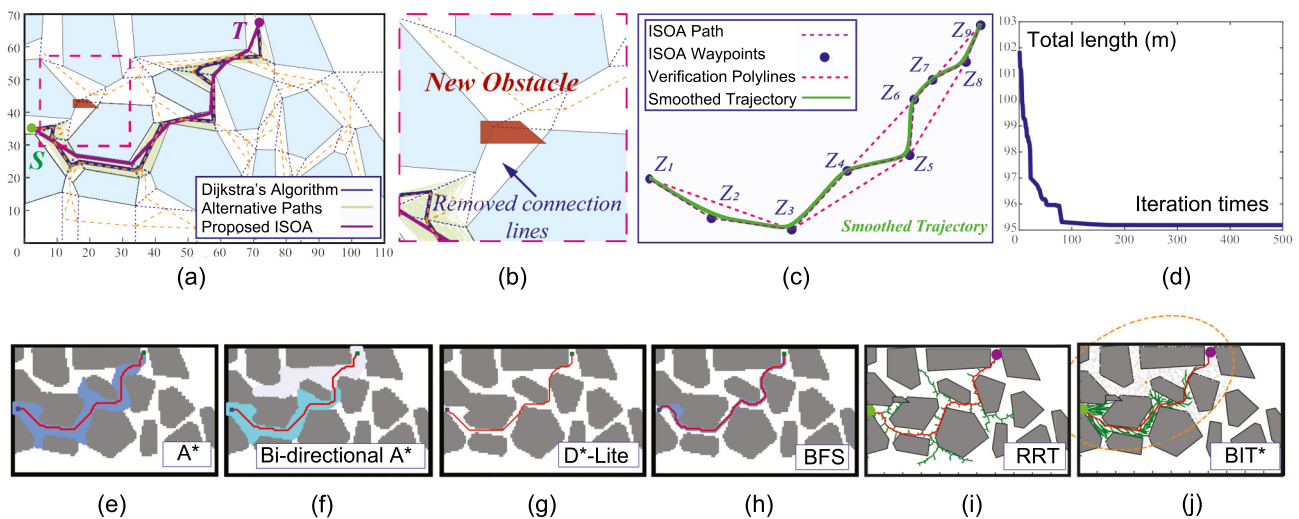 70
60
50
40
30
20
10
0 10 20 30 40 50 60 70 80 90 100 110
T
S
Dijkstra's Algorithm
Alternative Paths
Proposed ISOA
(a)
New Obstacle
Removed connection
lines
(b)
ISOA Path
ISOA Waypoints
Verification Polylines
Smoothed Trajectory
Z1
Z2
Z3
Z4
Z5
Z6
Z7
Z8
Z9
Smoothed Trajectory
(c)
103
102
100
99
98
97
96
95
Total length (m)
Iteration times
0 100 200 300 400 500
(d)
A*
(e)
Bi-directional A*
(f)
D*-Lite
(g)
BFS
(h)
RRT
(i)
BIT*
(j)